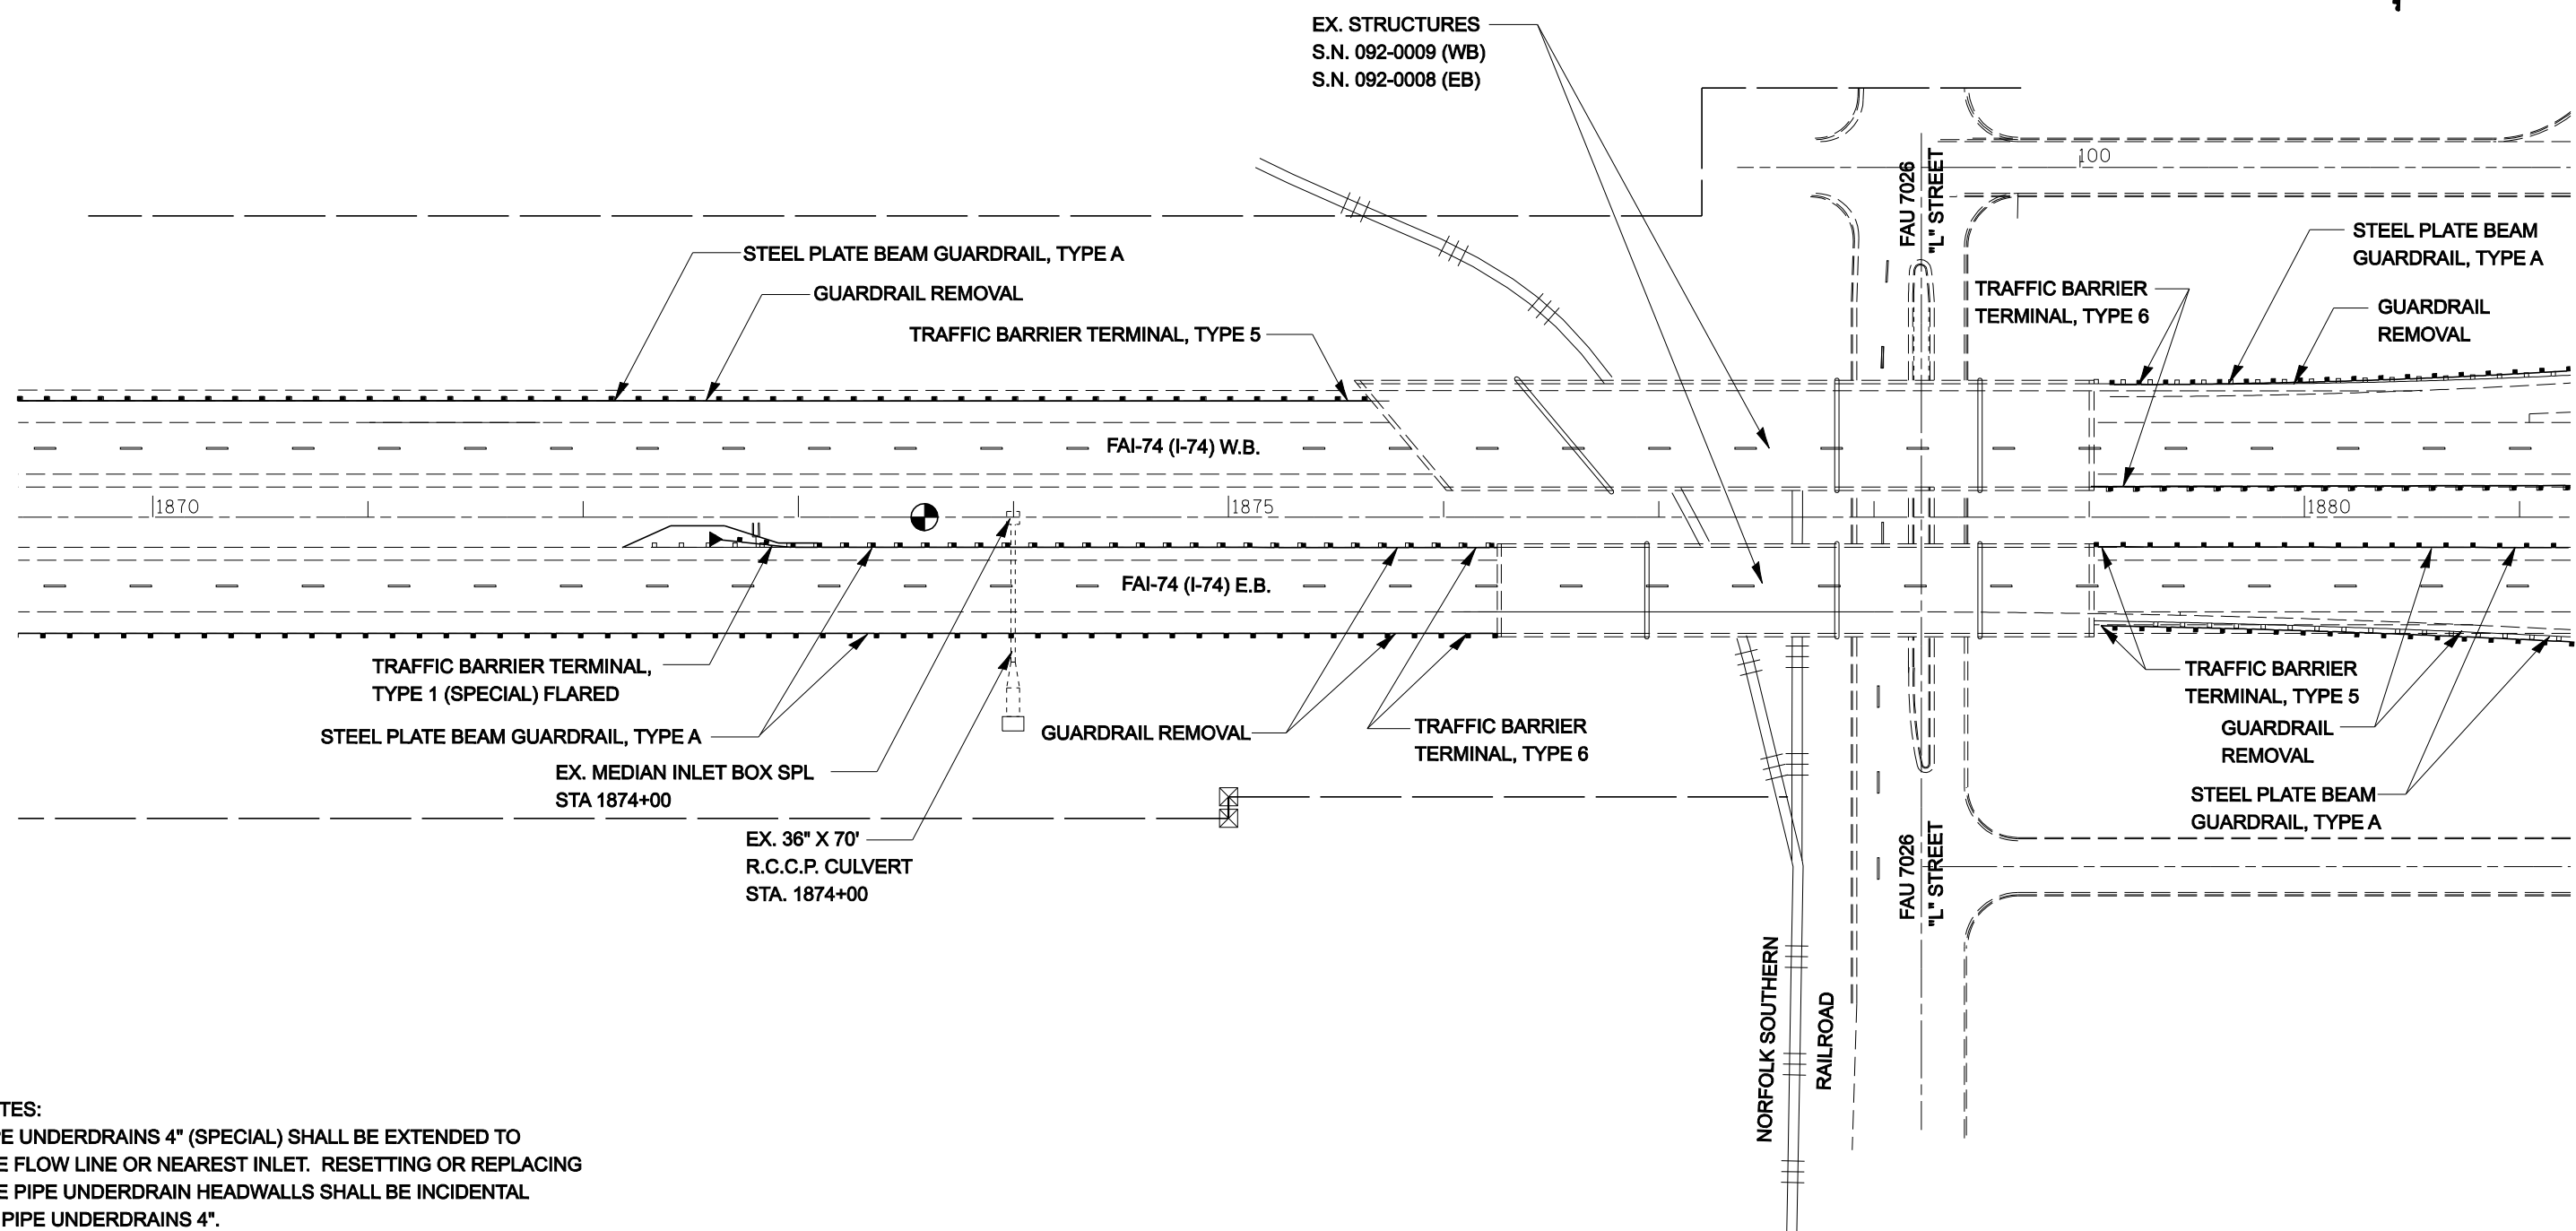 EX. STRUCTURES
S.N. 092-0009 (WB)
S.N. 092-0008 (EB)
100
FAU 7026
"L" STREET
STEEL PLATE BEAM GUARDRAIL, TYPE A
GUARDRAIL REMOVAL
TRAFFIC BARRIER TERMINAL, TYPE 5
STEEL PLATE BEAM
GUARDRAIL, TYPE A
TRAFFIC BARRIER
TERMINAL, TYPE 6
GUARDRAIL
REMOVAL
FAI-74 (I-74) W.B.
1870
1875
1880
FAI-74 (I-74) E.B.
TRAFFIC BARRIER TERMINAL,
TYPE 1 (SPECIAL) FLARED
STEEL PLATE BEAM GUARDRAIL, TYPE A
EX. MEDIAN INLET BOX SPL
STA 1874+00
EX. 36" X 70'
R.C.C.P. CULVERT
STA. 1874+00
GUARDRAIL REMOVAL
TRAFFIC BARRIER
TERMINAL, TYPE 6
TRAFFIC BARRIER
TERMINAL, TYPE 5
GUARDRAIL
REMOVAL
STEEL PLATE BEAM
GUARDRAIL, TYPE A
FAU 7026
"L" STREET
NORFOLK SOUTHERN
RAILROAD
TES:
E UNDERDRAINS 4" (SPECIAL) SHALL BE EXTENDED TO
E FLOW LINE OR NEAREST INLET. RESETTING OR REPLACING
E PIPE UNDERDRAIN HEADWALLS SHALL BE INCIDENTAL
PIPE UNDERDRAINS 4".